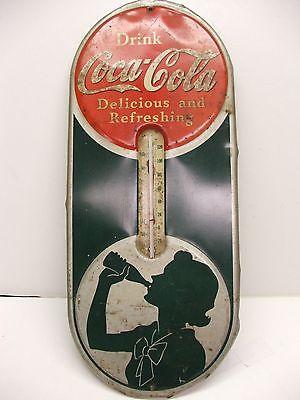 Drink
Coca-Cola
Delicious and
Refreshing